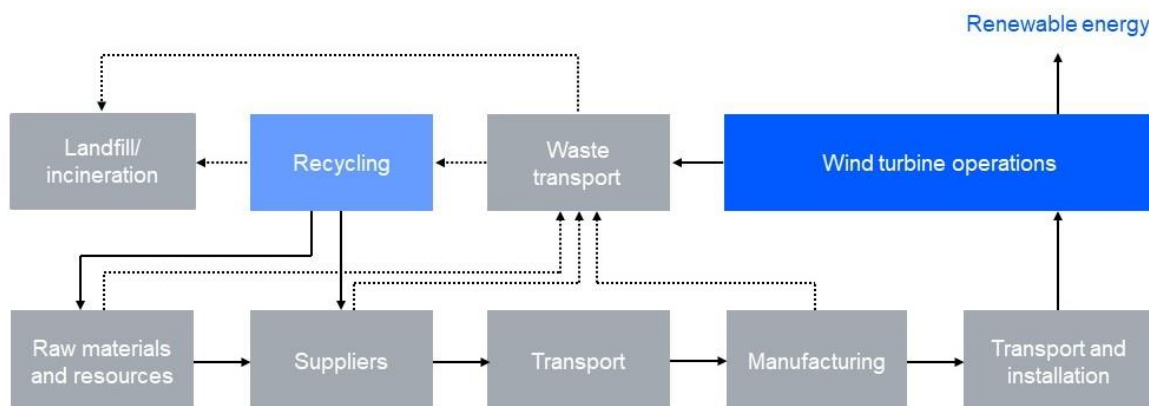 Renewable energy
Landfill/
incineration
Recycling
Waste
transport
Wind turbine operations
Raw materials
and resources
Suppliers
Transport
Manufacturing
Transport and
installation